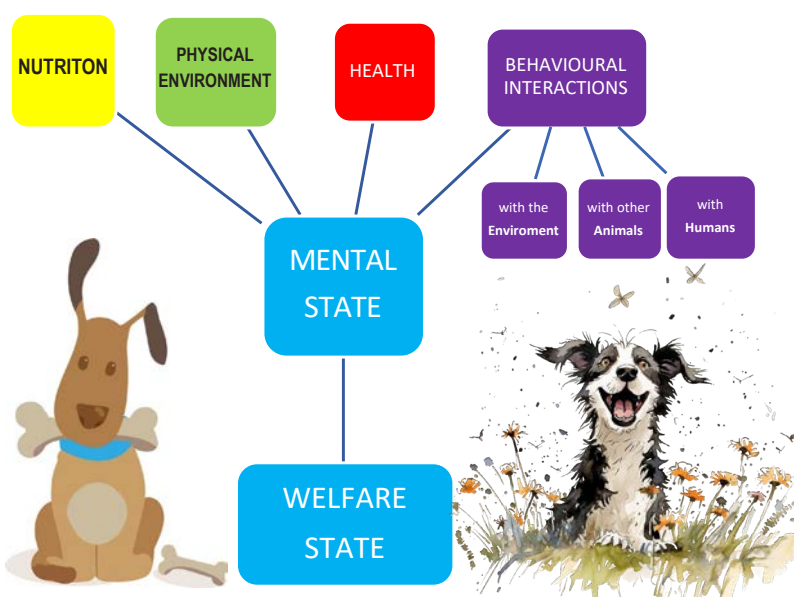 NUTRITON
PHYSICAL
ENVIRONMENT
HEALTH
BEHAVIOURAL
INTERACTIONS
with the
Enviroment
with other
Animals
with
Humans
MENTAL
STATE
WELFARE
STATE